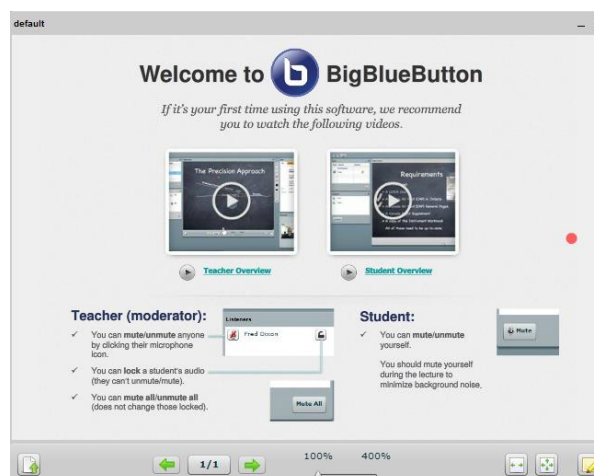 default
Welcome to b BigBlueButton
If it's your first time using this software, we recommend
you to watch the following videos.
The Precision Approach
Requirements
Teacher Overview
Student Overview
Teacher (moderator):
✓ You can mute/unmute anyone
by clicking their microphone
icon.
✓ You can lock a student's audio
(they can't unmute/mute).
✓ You can mute all/unmute all
(does not change those locked).
Listeners
Fred Dixon
Mute All
Student:
✓ You can mute/unmute
yourself.
You should mute yourself
during the lecture to
minimize background noise.
Mute
1/1
100% 400%